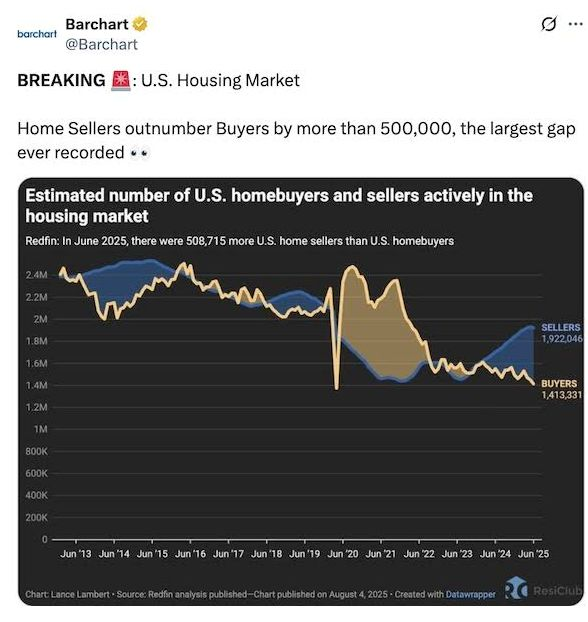 barchart
Barchart
@Barchart
BREAKING 🚨: U.S. Housing Market
Home Sellers outnumber Buyers by more than 500,000, the largest gap
ever recorded 👀
Estimated number of U.S. homebuyers and sellers actively in the
housing market
Redfin: In June 2025, there were 508,715 more U.S. home sellers than U.S. homebuyers
2.4M
2.2M
2M
1.8M
1.6M
1.4M
1.2M
1M
800K
600K
400K
200K
0
SELLERS
1,922,046
BUYERS
1,413,331
Jun '13 Jun '14 Jun '15 Jun '16 Jun '17 Jun '18 Jun '19 Jun '20 Jun '21 Jun '22 Jun '23 Jun '24 Jun '25
Chart: Lance Lambert • Source: Redfin analysis published—Chart published on August 4, 2025 • Created with Datawrapper
ResiClub